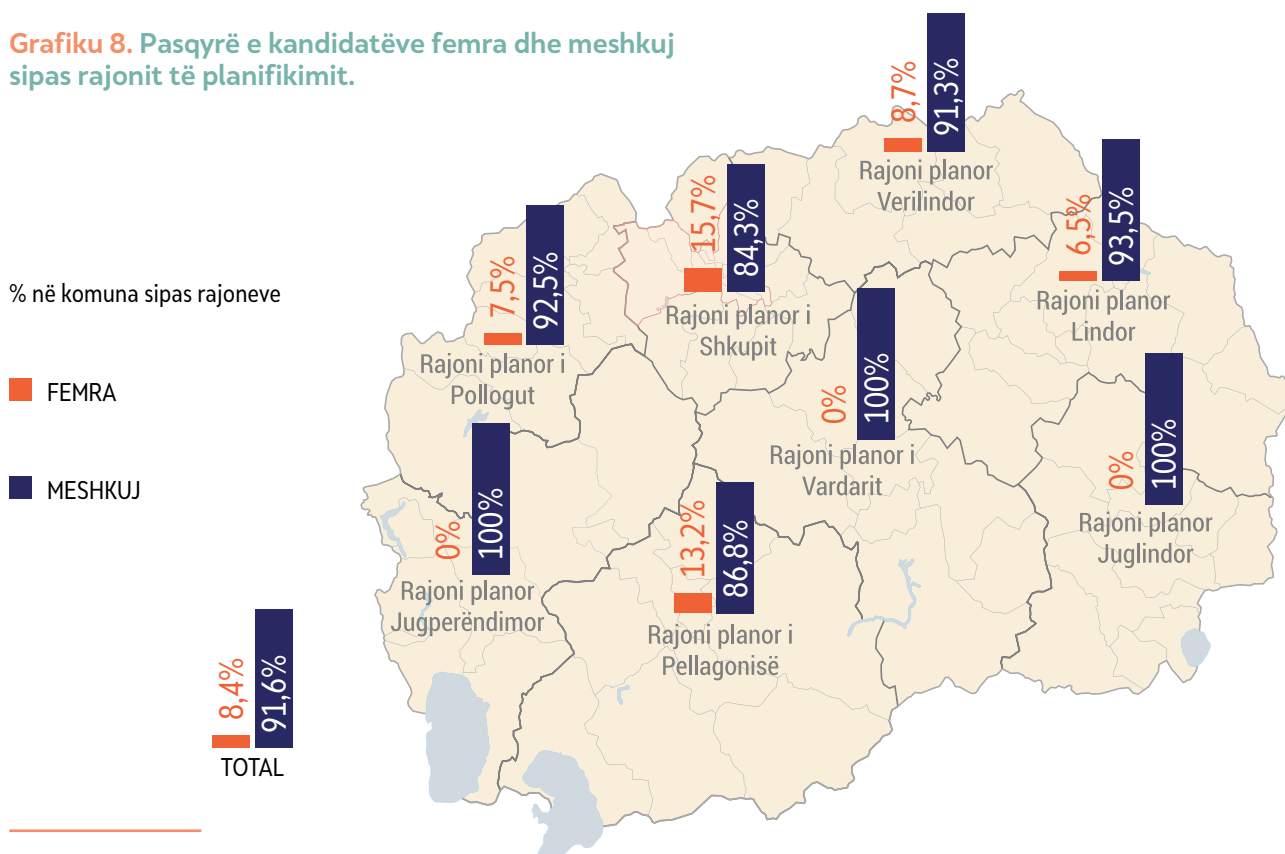 Grafiku 8. Pasqyrë e kandidatëve femra dhe meshkuj
sipas rajonit të planifikimit.
% në komuna sipas rajoneve
FEMRA
MESHKUJ
8,7%
91,3%
Rajoni planor
Verilindor
15,7%
84,3%
Rajoni planor i
Shkupit
6,5%
93,5%
Rajoni planor
Lindor
7,5%
92,5%
Rajoni planor i
Pollogut
0%
100%
Rajoni planor i
Vardarit
0%
100%
Rajoni planor
Juglindor
0%
100%
Rajoni planor
Jugperëndimor
13,2%
86,8%
Rajoni planor i
Pellagonisë
8,4%
91,6%
TOTAL